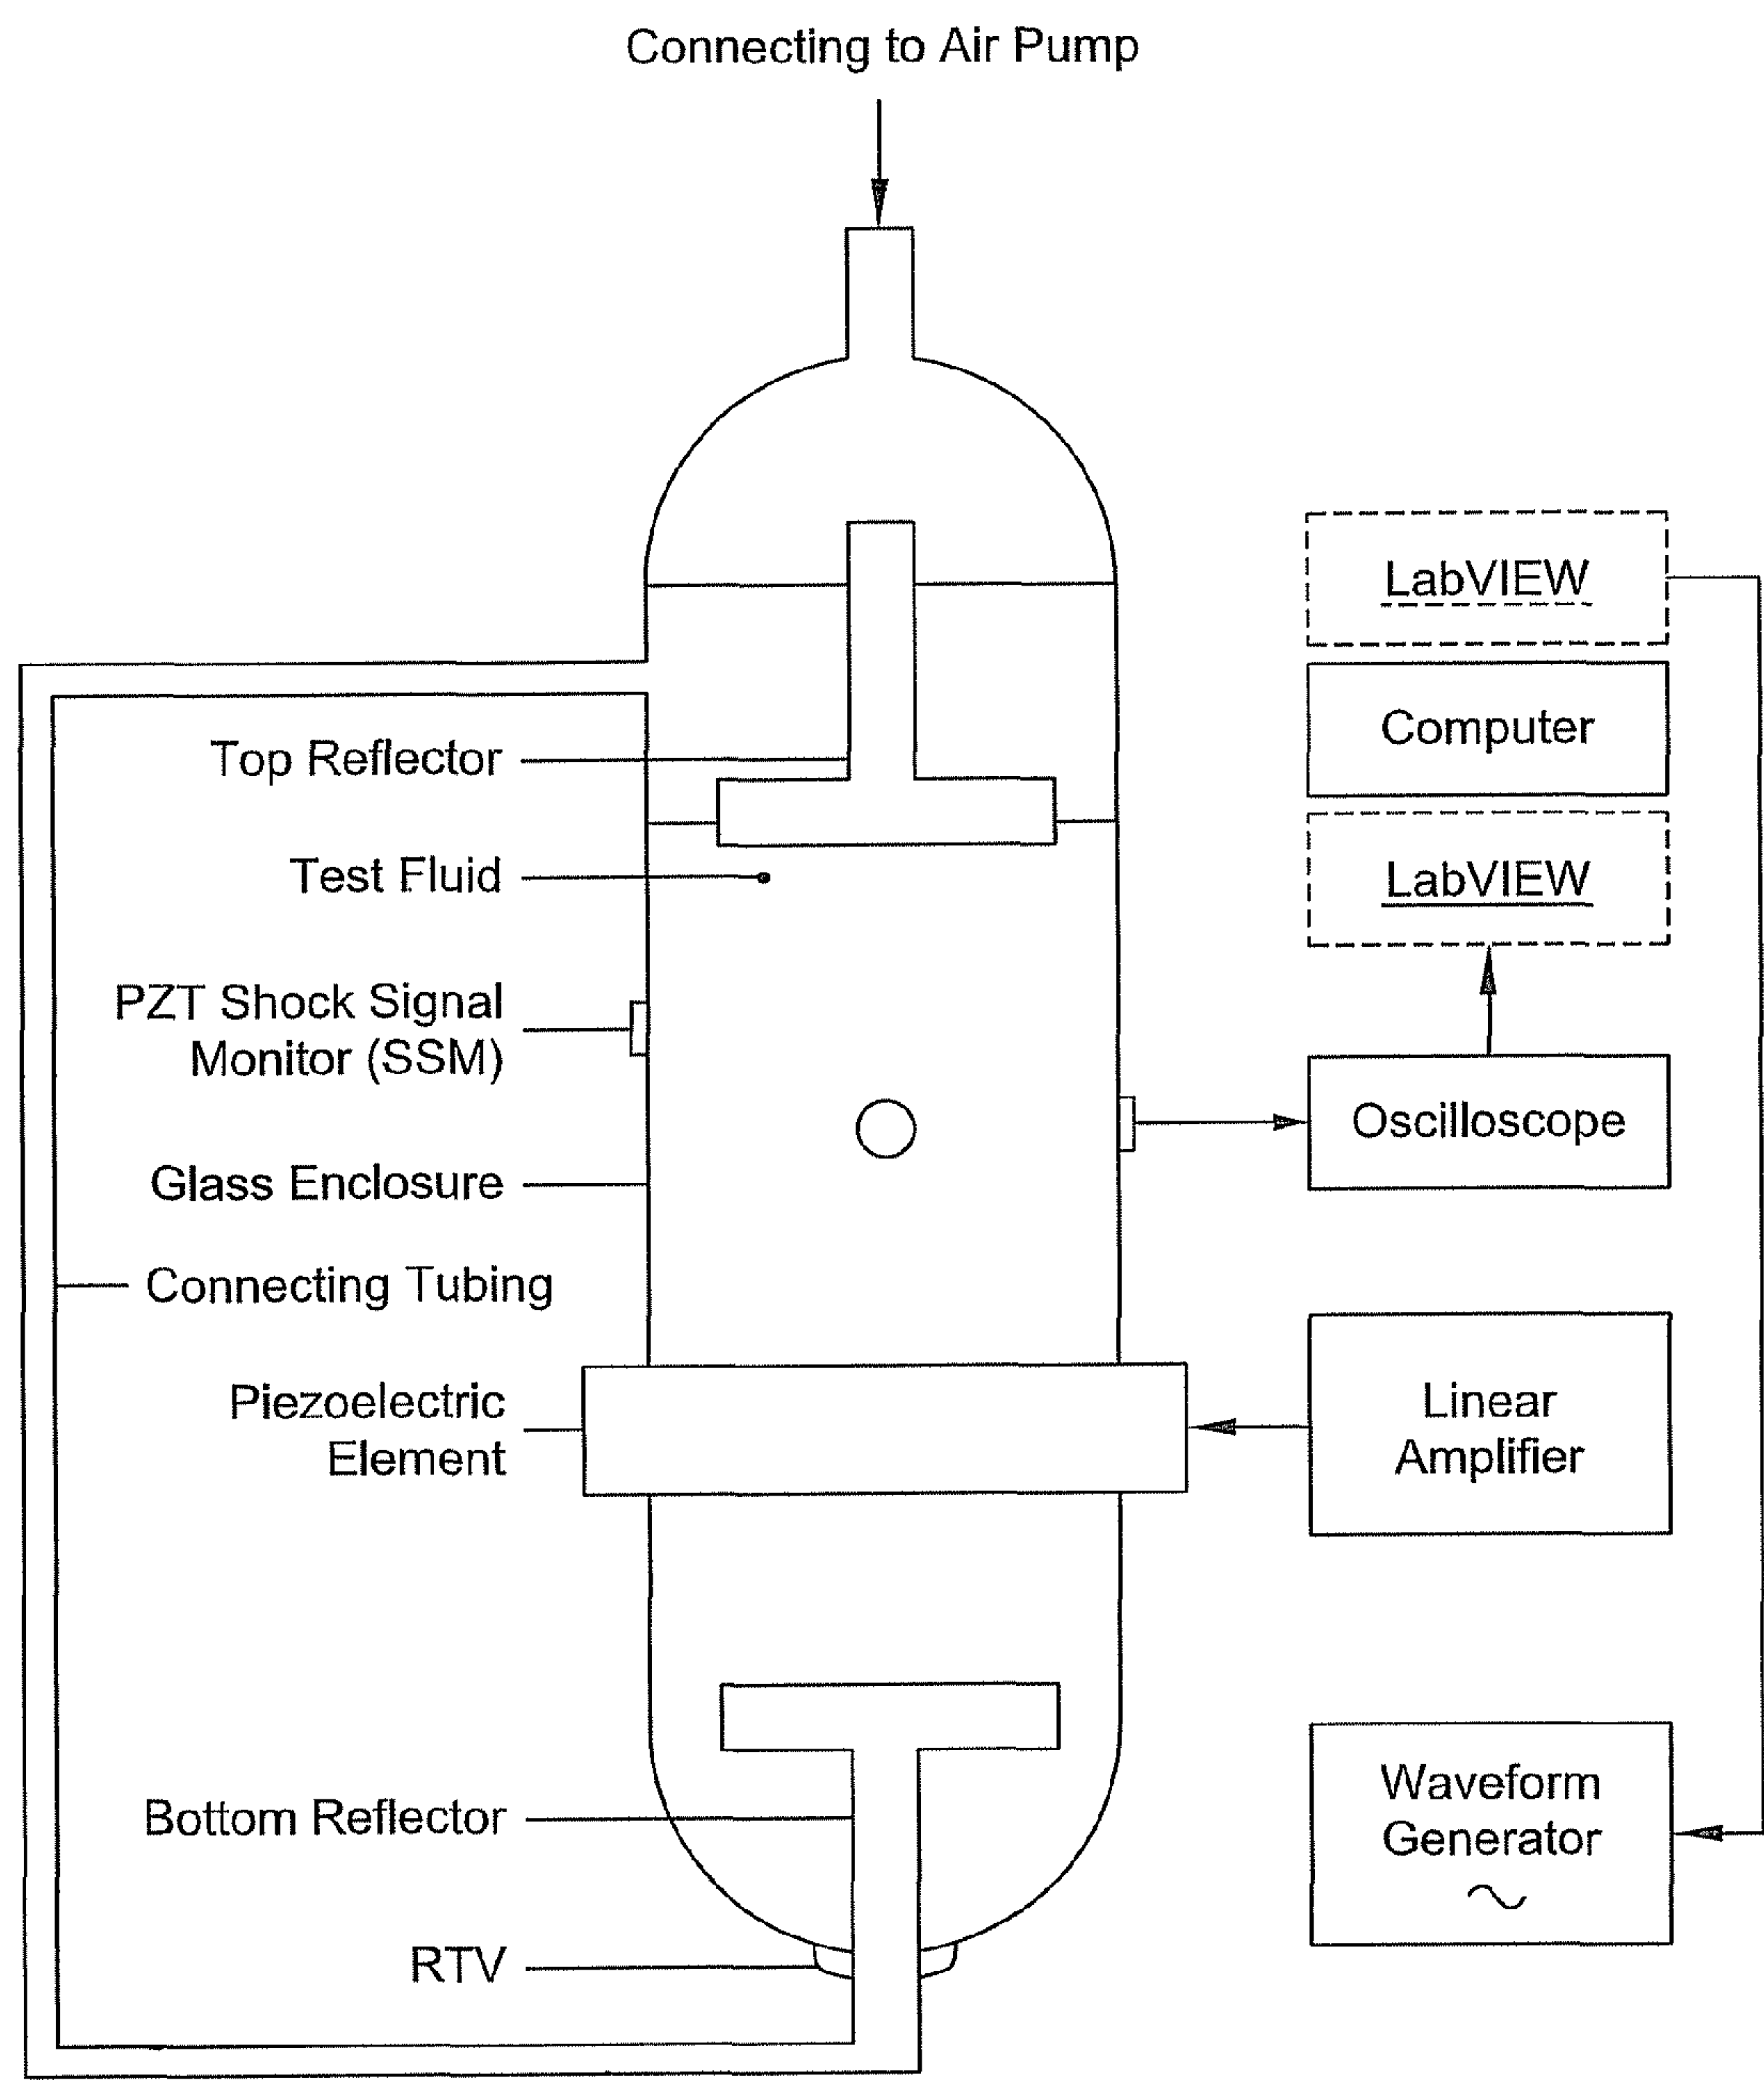 Connecting to Air Pump
LabVIEW
Computer
LabVIEW
Top Reflector
Test Fluid
PZT Shock Signal
Monitor (SSM)
Oscilloscope
Glass Enclosure
Connecting Tubing
Piezoelectric
Element
Linear
Amplifier
Waveform
Generator
Bottom Reflector
RTV